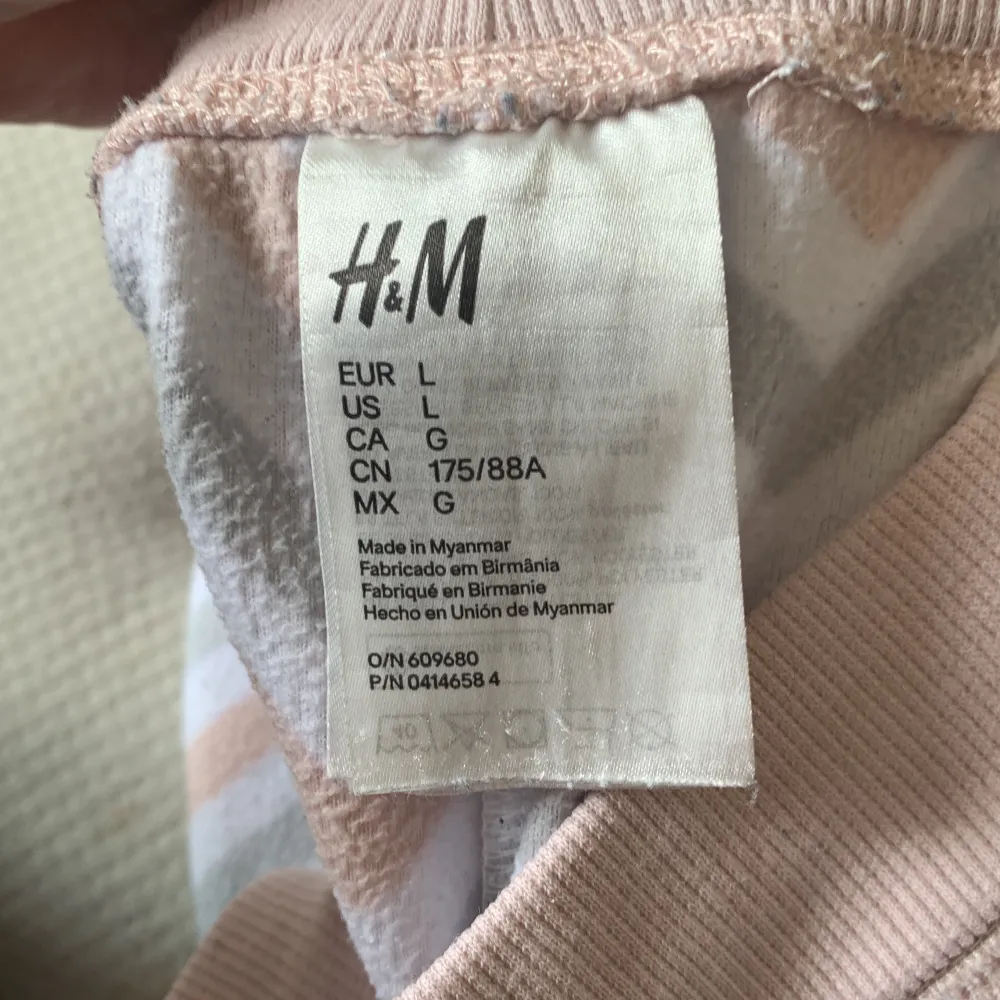 H&M
EUR L
US L
CA G
CN 175/88A
MX G
Made in Myanmar
Fabricado em Birmânia
Fabriqué en Birmanie
Hecho en Unión de Myanmar
O/N 609680
P/N 0414658 4